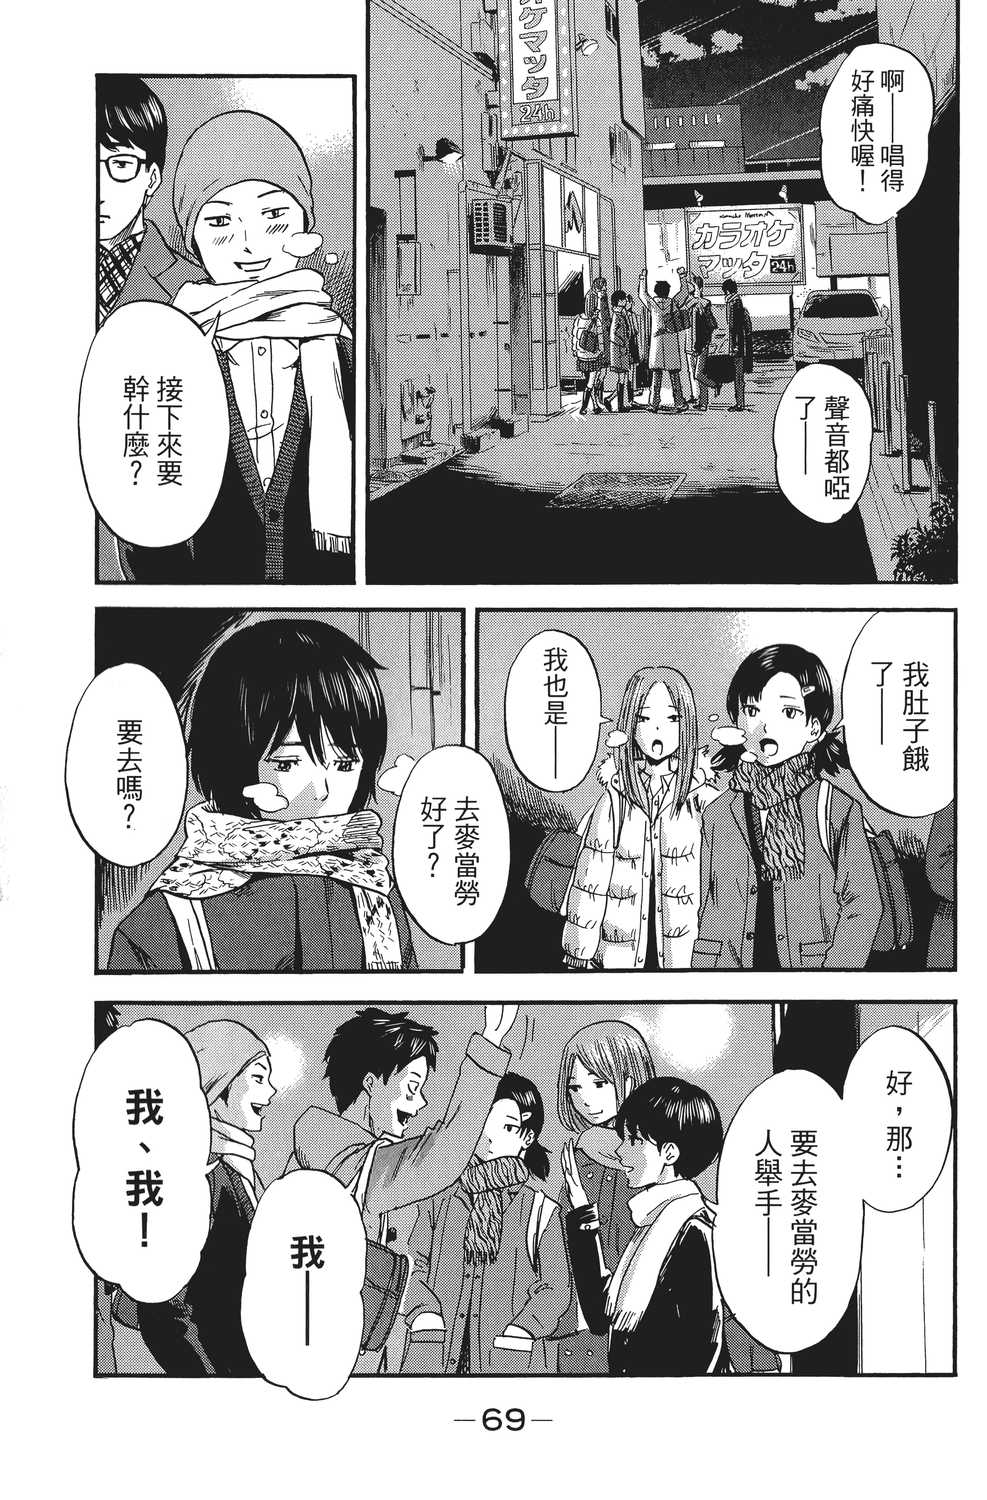 啊——唱得
好痛快喔！
オケマッタ
24h
カラオケ
マッタ
24h
聲音都啞
了——
接下來要
幹什麼？
我肚子餓
了——
我也是——
去麥當勞
好了？
要去嗎？
好，那…
要去麥當勞的
人舉手——
我——
我、我！
—69—